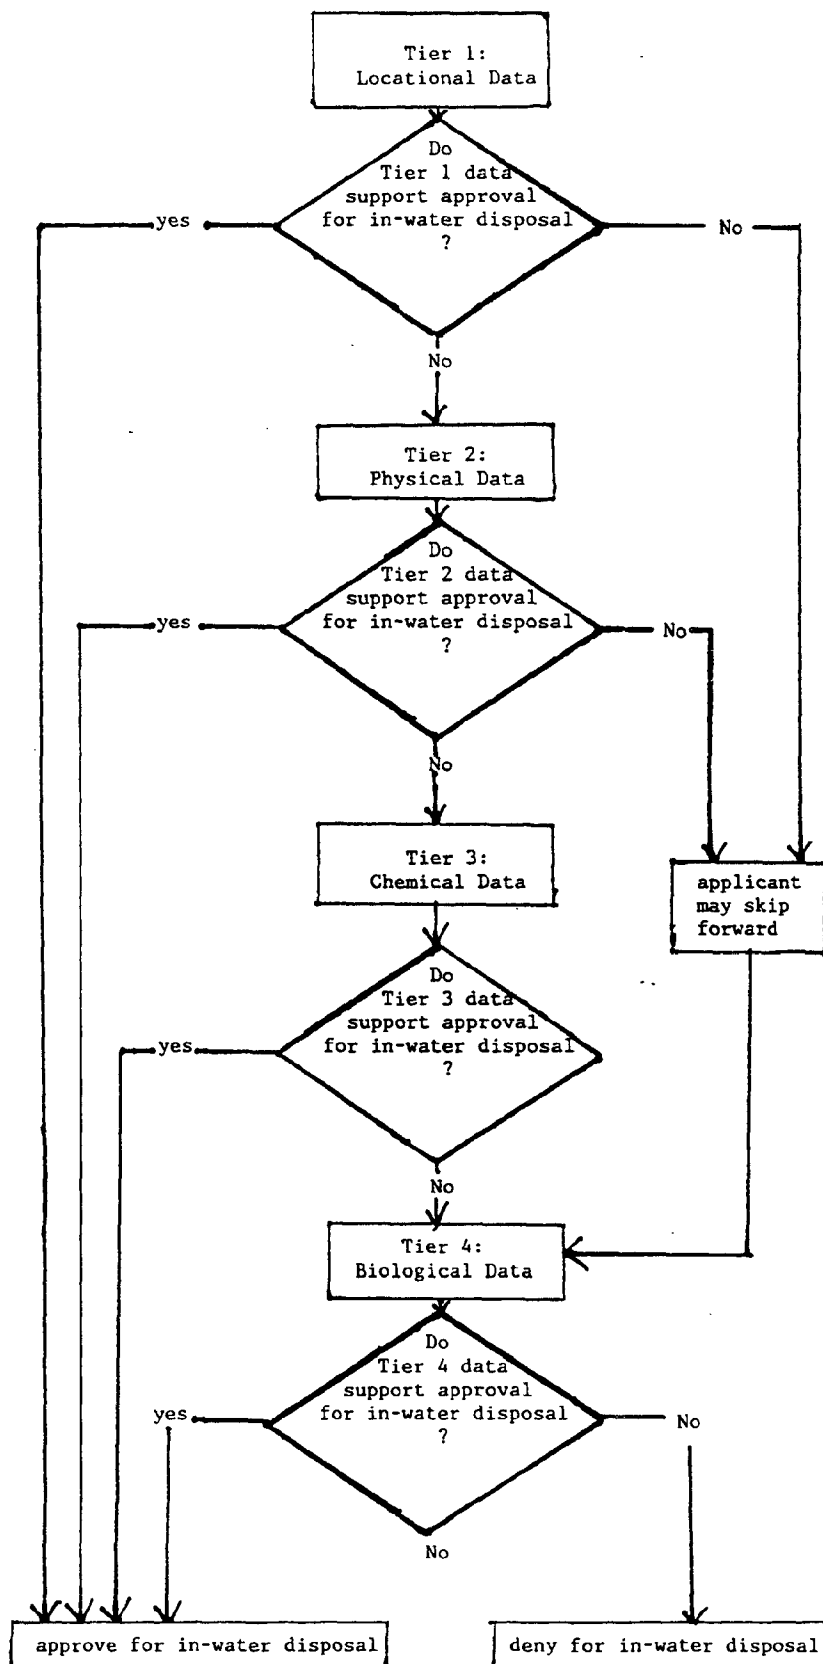 Tier 1:
Locational Data
Do
Tier 1 data
support approval
for in-water disposal
?
yes
No
No
Tier 2:
Physical Data
Do
Tier 2 data
support approval
for in-water disposal
?
yes
No
No
Tier 3:
Chemical Data
applicant
may skip
forward
Do
Tier 3 data
support approval
for in-water disposal
?
yes
No
Tier 4:
Biological Data
Do
Tier 4 data
support approval
for in-water disposal
?
yes
No
No
approve for in-water disposal
deny for in-water disposal